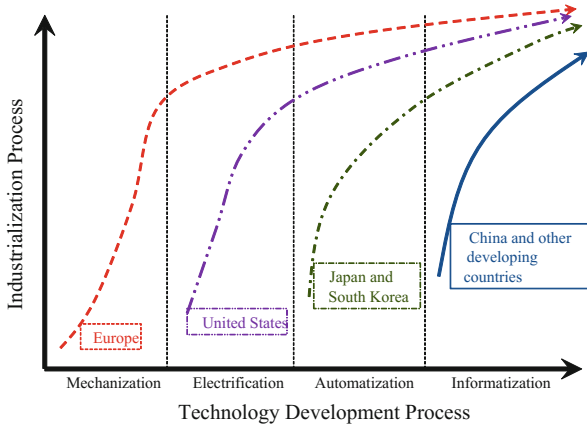 Industrialization Process
Europe
United States
Japan and
South Korea
China and other
developing
countries
Mechanization
Electrification
Automatization
Informatization
Technology Development Process